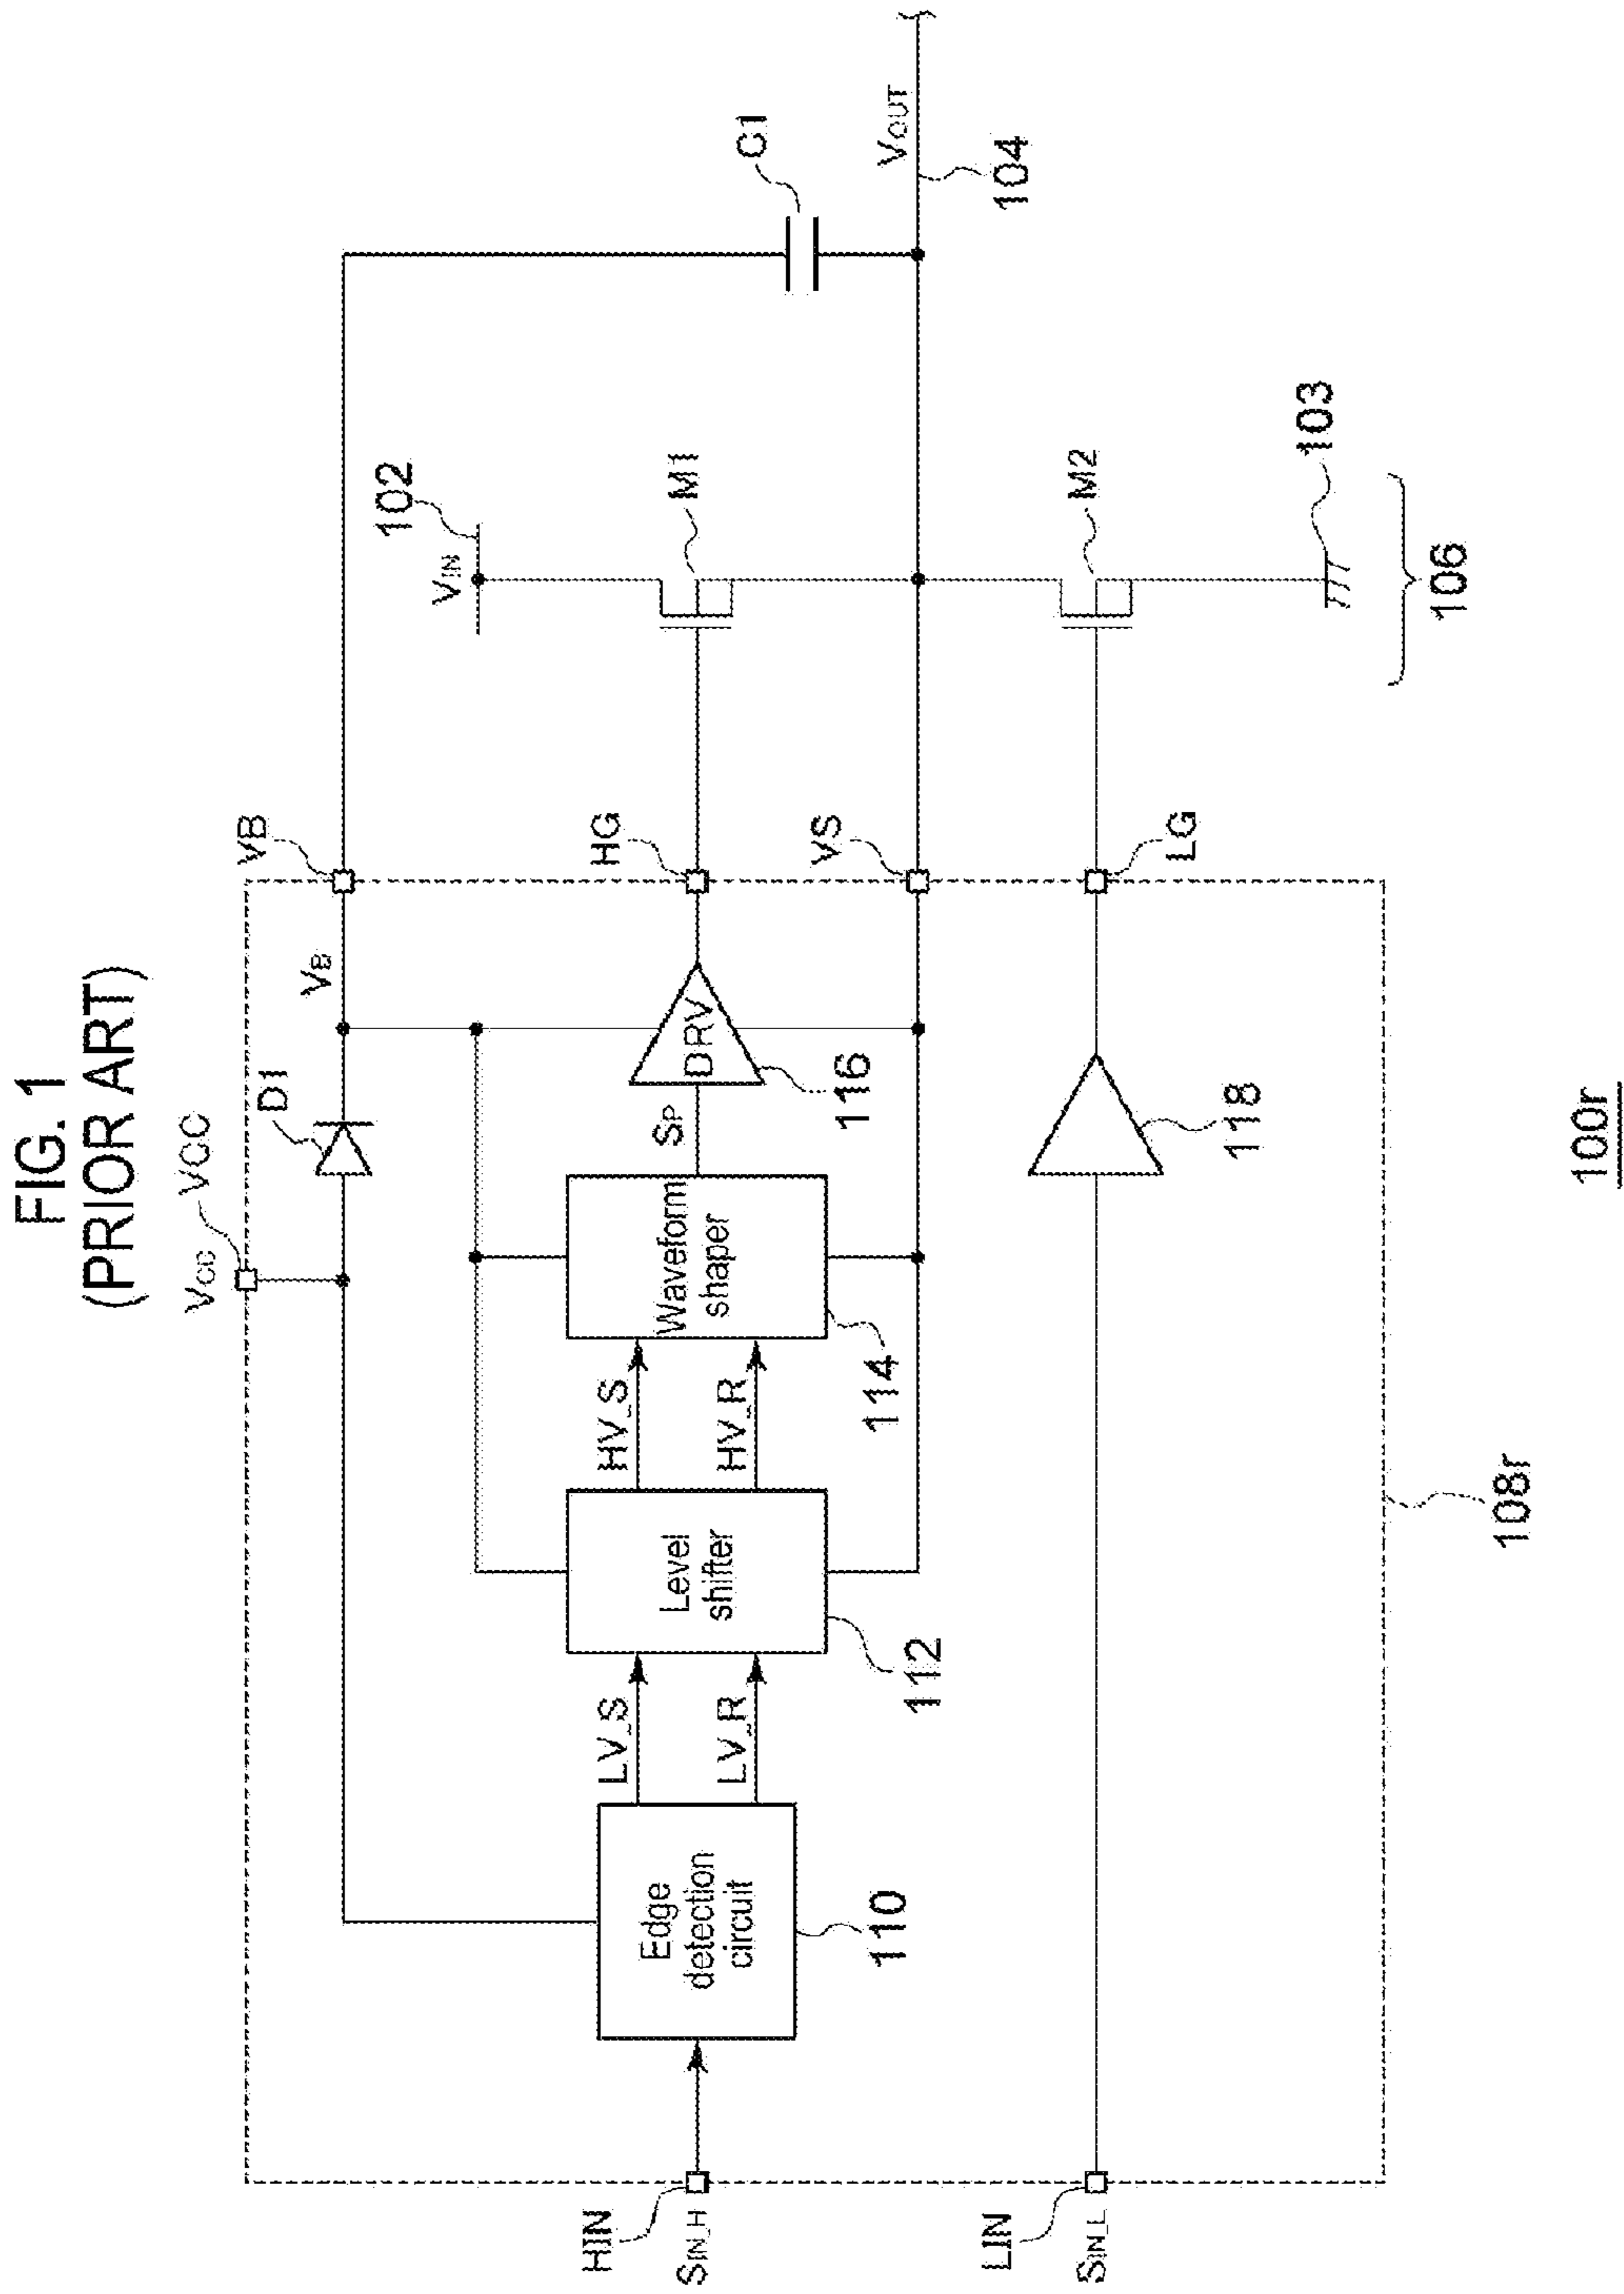 FIG. 1
(PRIOR ART)
VCC
Vcc
D1
VB
VB
C1
102
VIN
HG
M1
Edge
detection
circuit
LV_S
LV_R
Level
shifter
HV_S
HV_R
Waveform
shaper
SP
DRV
HIN
SIN_H
110
112
114
116
VS
VOUT
104
LIN
SIN_L
118
LG
M2
103
106
108r
100r